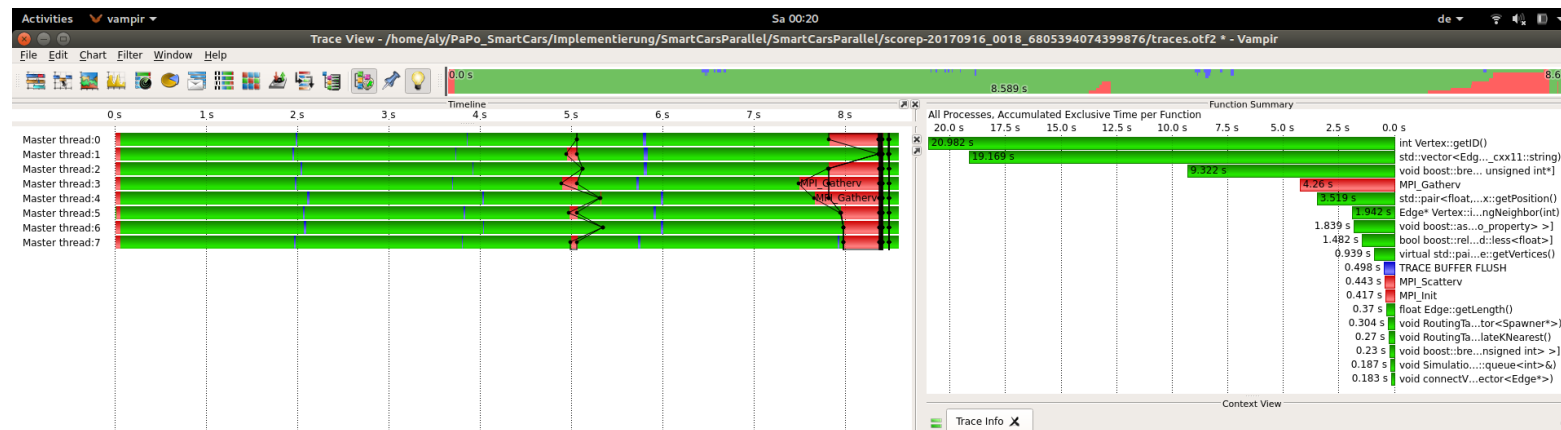 Activities vampir Sa 00:20 de
Trace View - /home/aly/PaPo_SmartCars/Implementierung/SmartCarsParallel/SmartCarsParallel/scorep-20170916_0018_6805394074399876/traces.otf2 * - Vampir
File Edit Chart Filter Window Help
0.0 s 8.589 s 8.6
Timeline
0 s 1 s 2 s 3 s 4 s 5 s 6 s 7 s 8 s
Master thread:0
Master thread:1
Master thread:2
Master thread:3 MPI_Gatherv
Master thread:4 MPI_Gatherv
Master thread:5
Master thread:6
Master thread:7
Function Summary
All Processes, Accumulated Exclusive Time per Function
20.0 s 17.5 s 15.0 s 12.5 s 10.0 s 7.5 s 5.0 s 2.5 s 0.0 s
20.982 s int Vertex::getID()
19.169 s std::vector<Edg..._cxx11::string)
9.322 s void boost::bre... unsigned int*]
4.26 s MPI_Gatherv
3.519 s std::pair<float,...x::getPosition()
1.942 s Edge* Vertex::i...ngNeighbor(int)
1.839 s void boost::as...o_property> >]
1.482 s bool boost::rel...d::less<float>]
0.939 s virtual std::pai...e::getVertices()
0.498 s TRACE BUFFER FLUSH
0.443 s MPI_Scatterv
0.417 s MPI_Init
0.37 s float Edge::getLength()
0.304 s void RoutingTa...tor<Spawner*>)
0.27 s void RoutingTa...lateKNearest()
0.23 s void boost::bre...nsigned int> >]
0.187 s void Simulatio...::queue<int>&)
0.183 s void connectV...ector<Edge*>)
Context View
Trace Info